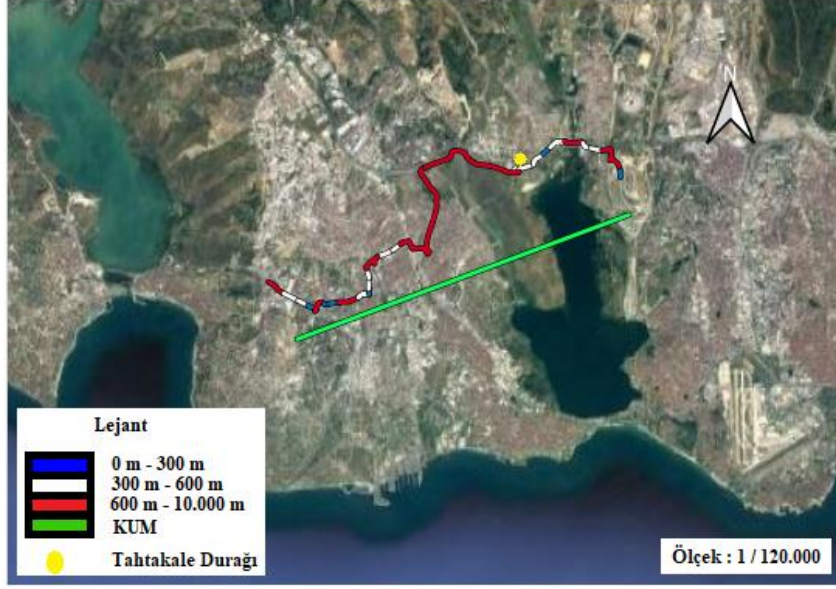 N
Lejant
0 m - 300 m
300 m - 600 m
600 m - 10.000 m
KUM
Tahtakale Durağı
Ölçek : 1 / 120.000